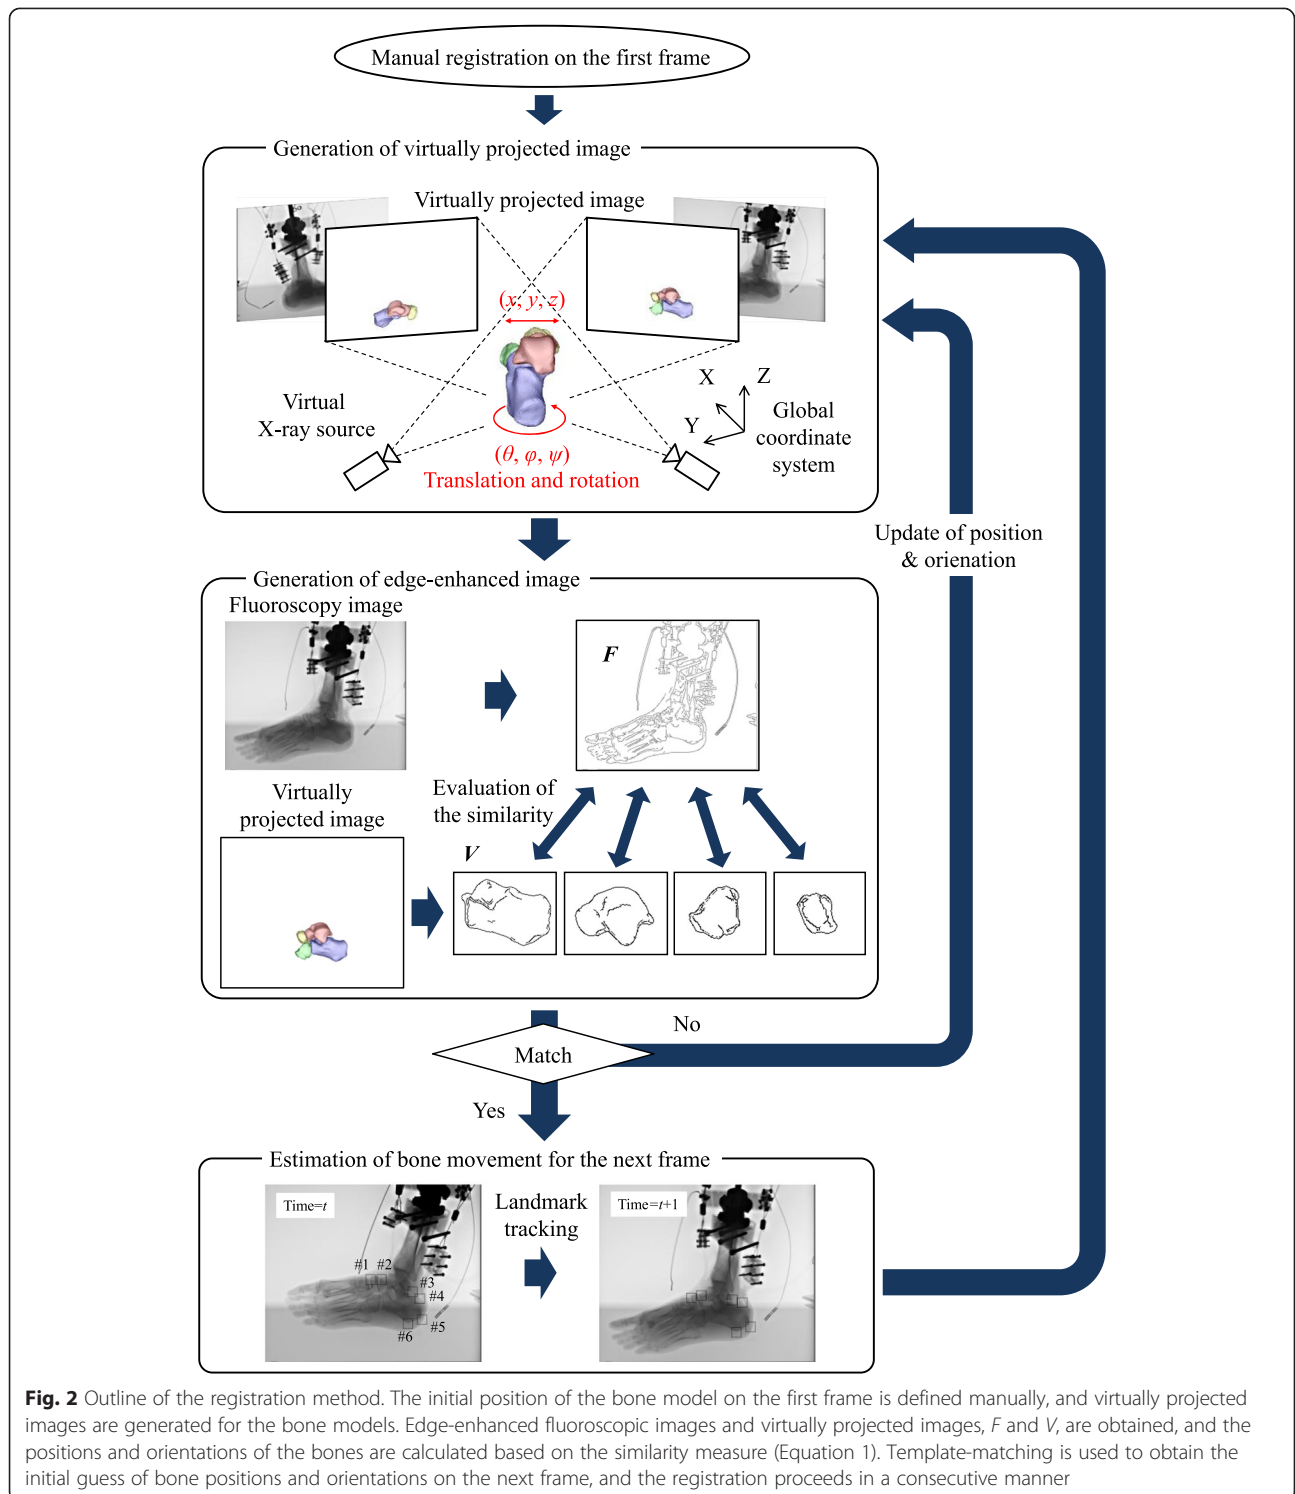 Manual registration on the first frame
Generation of virtually projected image
Virtually projected image
(x, y, z)
Virtual
X-ray source
X
Z
Y
Global
coordinate
system
(θ, φ, ψ)
Translation and rotation
Update of position
& orienation
Generation of edge-enhanced image
Fluoroscopy image
F
Virtually
projected image
Evaluation of
the similarity
V
No
Match
Yes
Estimation of bone movement for the next frame
Time=t
Landmark
tracking
Time=t+1
#1 #2
#3
#4
#5
#6
Fig. 2 Outline of the registration method. The initial position of the bone model on the first frame is defined manually, and virtually projected
images are generated for the bone models. Edge-enhanced fluoroscopic images and virtually projected images, F and V, are obtained, and the
positions and orientations of the bones are calculated based on the similarity measure (Equation 1). Template-matching is used to obtain the
initial guess of bone positions and orientations on the next frame, and the registration proceeds in a consecutive manner